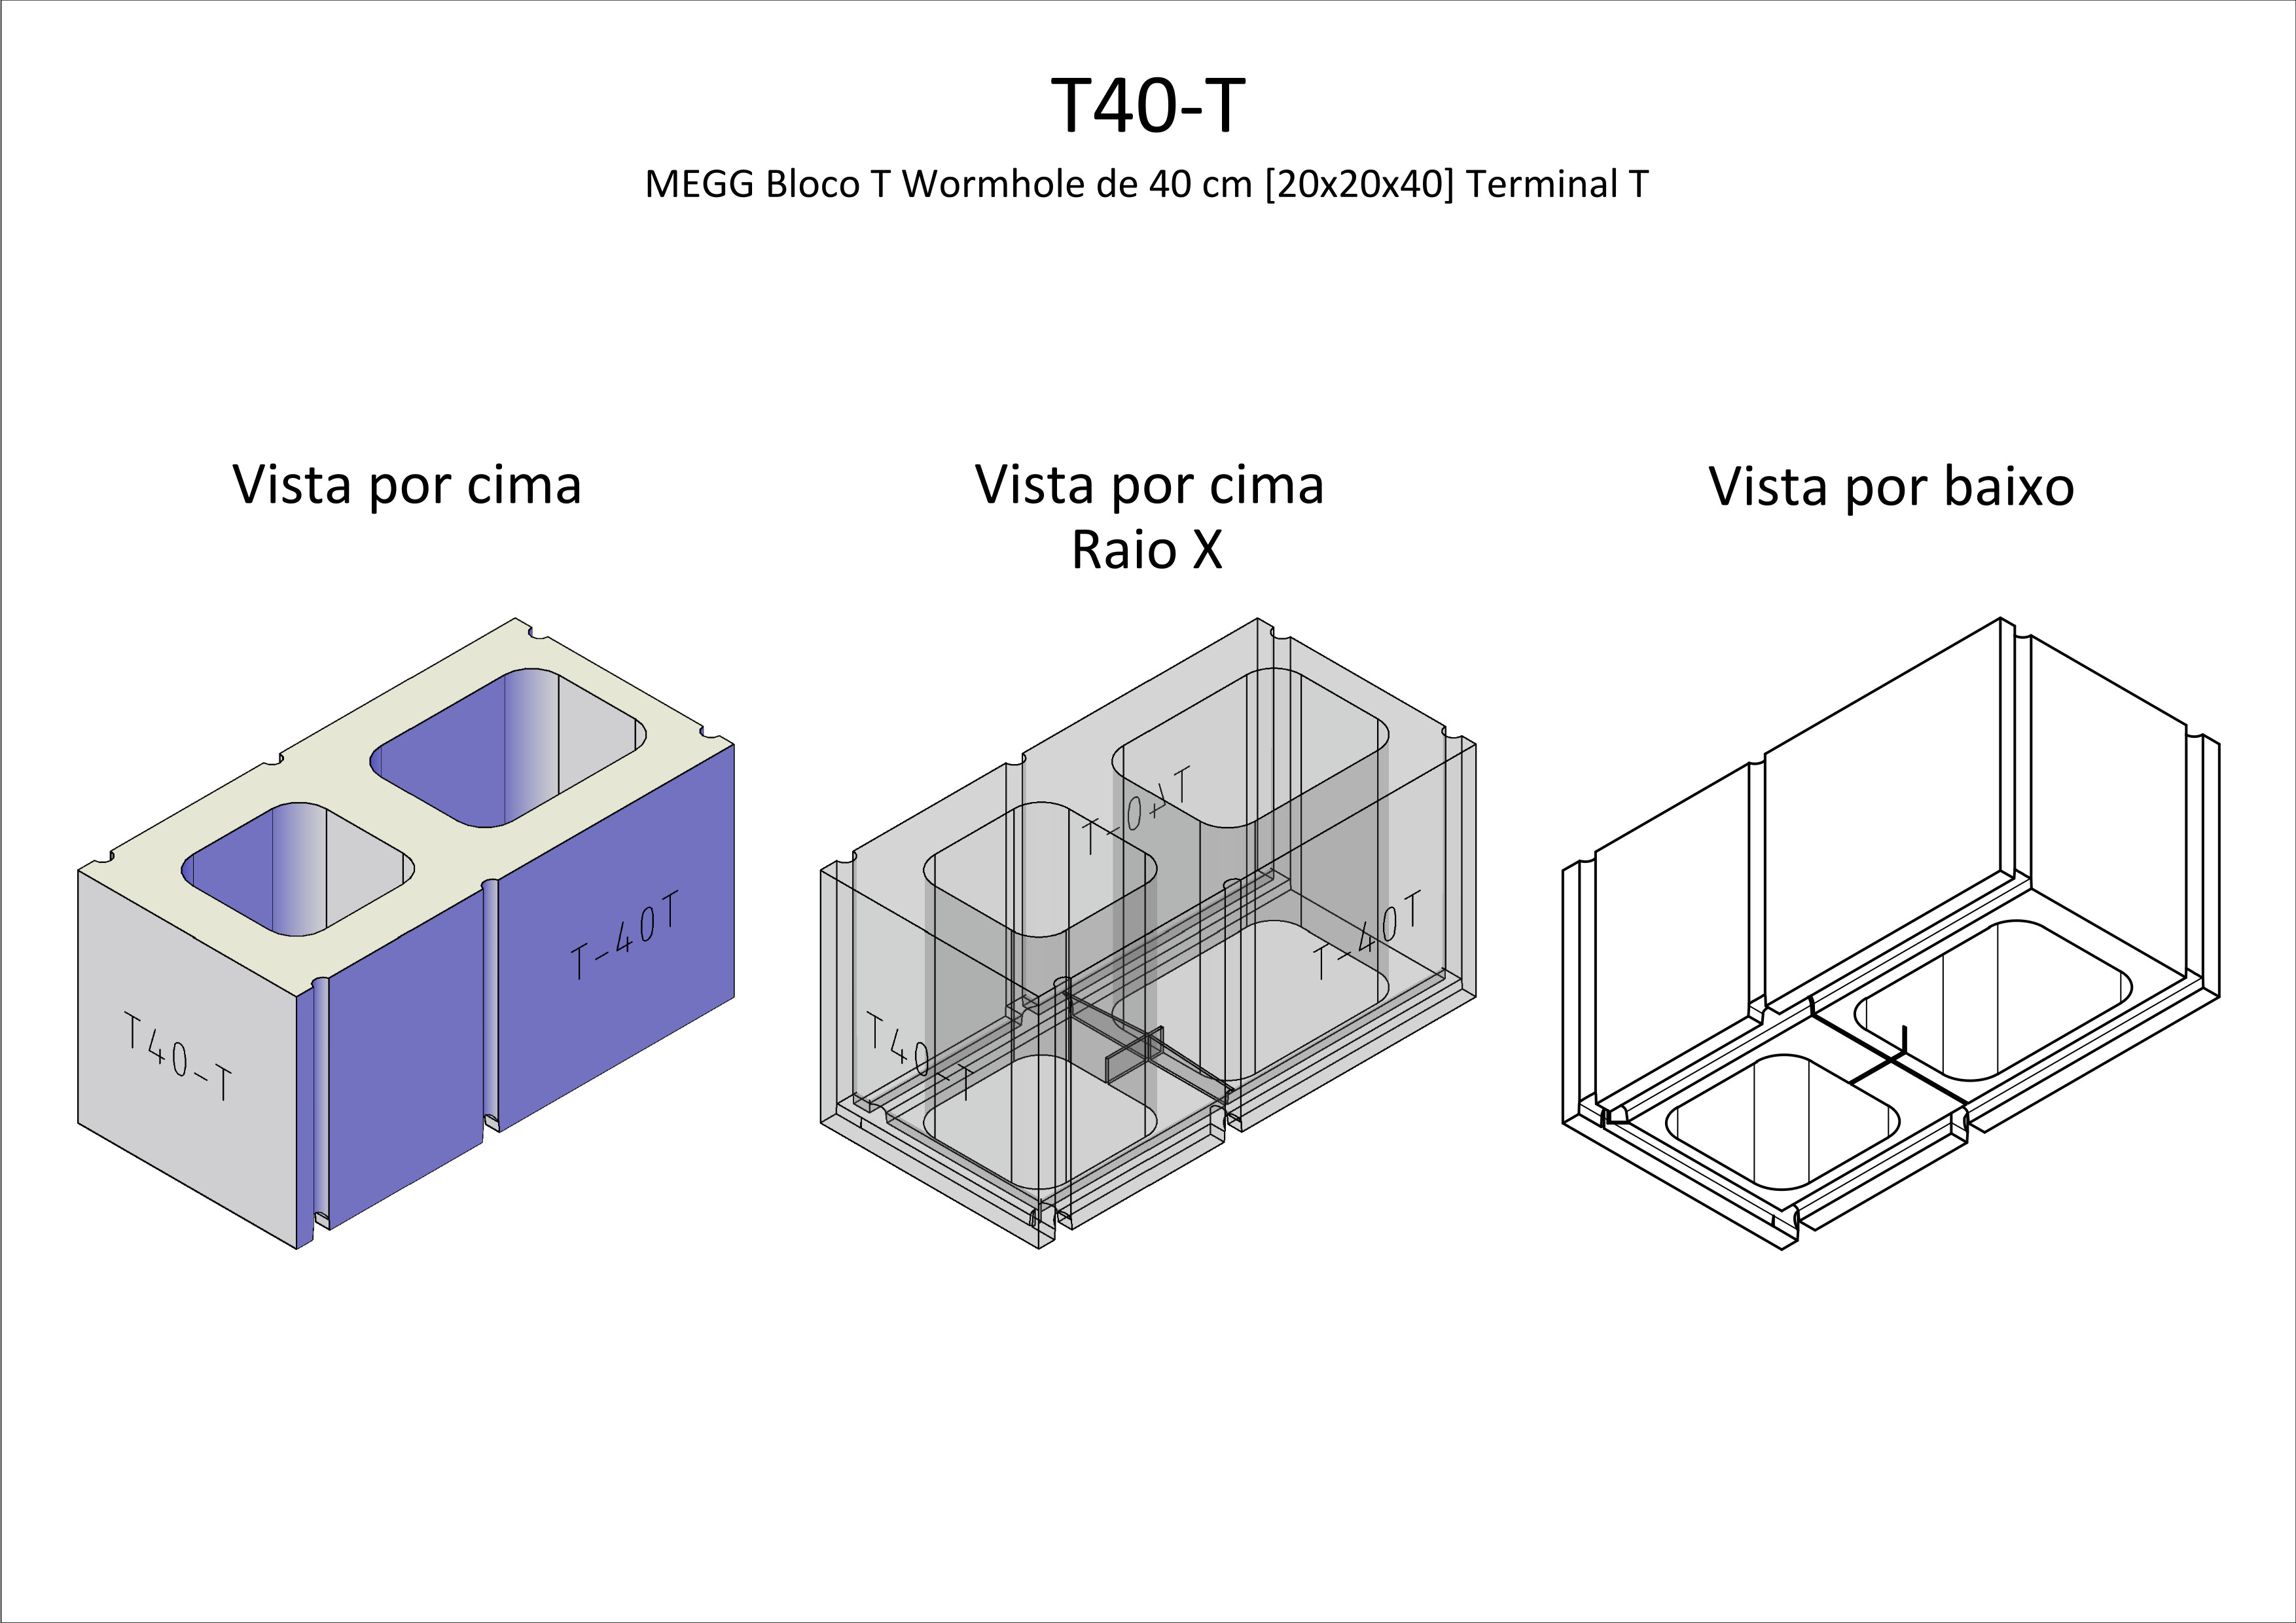 T40-T
MEGG Bloco T Wormhole de 40 cm [20x20x40] Terminal T
Vista por cima
Vista por cima
Raio X
Vista por baixo
T40-T
T-40T
T-40T
T40-T
T-40T